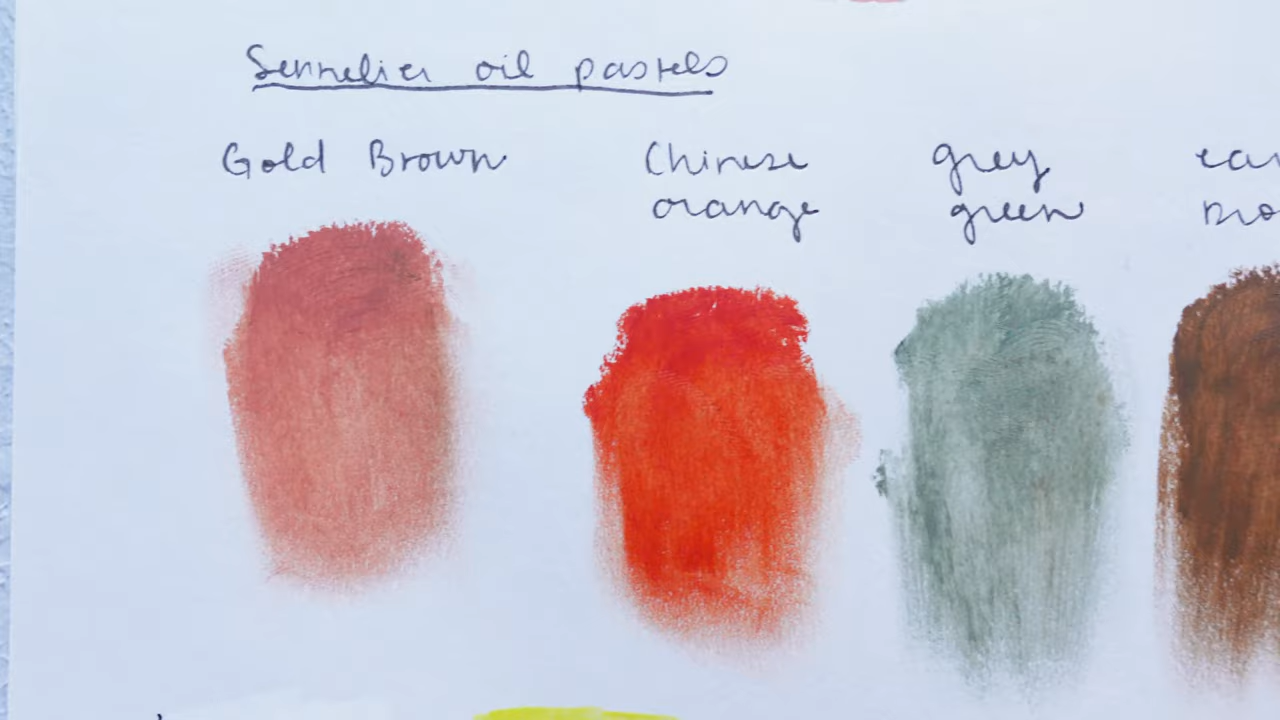 Sennelier oil pastels
Gold Brown
Chinese
orange
grey
green